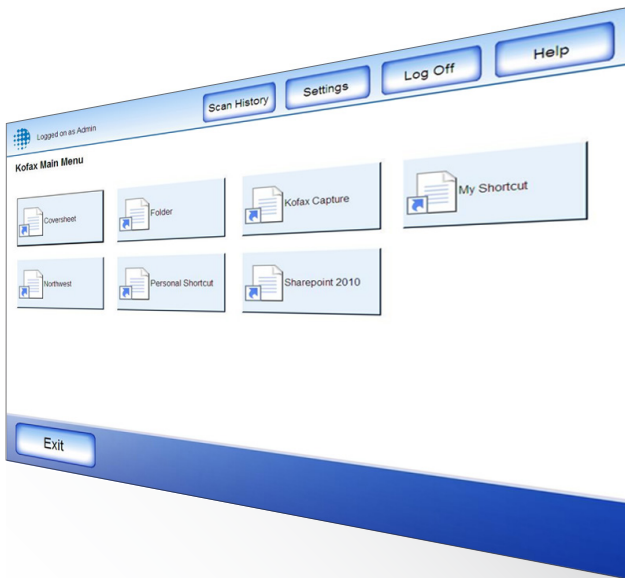 Logged on as Admin
Scan History
Settings
Log Off
Help
Kofax Main Menu
Coversheet
Folder
Kofax Capture
My Shortcut
Northwest
Personal Shortcut
Sharepoint 2010
Exit